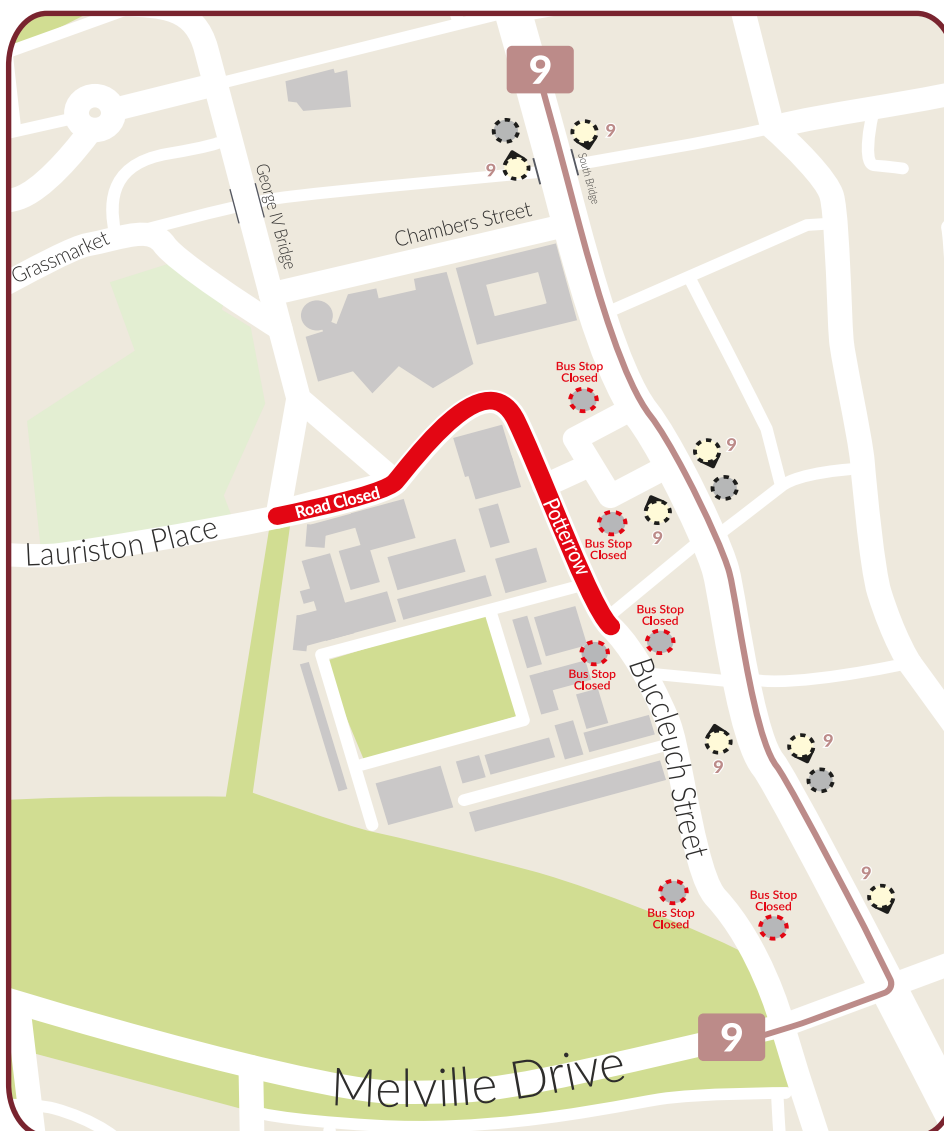 9
9
9
South Bridge
George IV Bridge
Chambers Street
Grassmarket
Bus Stop
Closed
9
Road Closed
Potterrow
Lauriston Place
Bus Stop
Closed
9
Bus Stop
Closed
Bus Stop
Closed
Buccleuch Street
9
9
9
Bus Stop
Closed
Bus Stop
Closed
9
Melville Drive